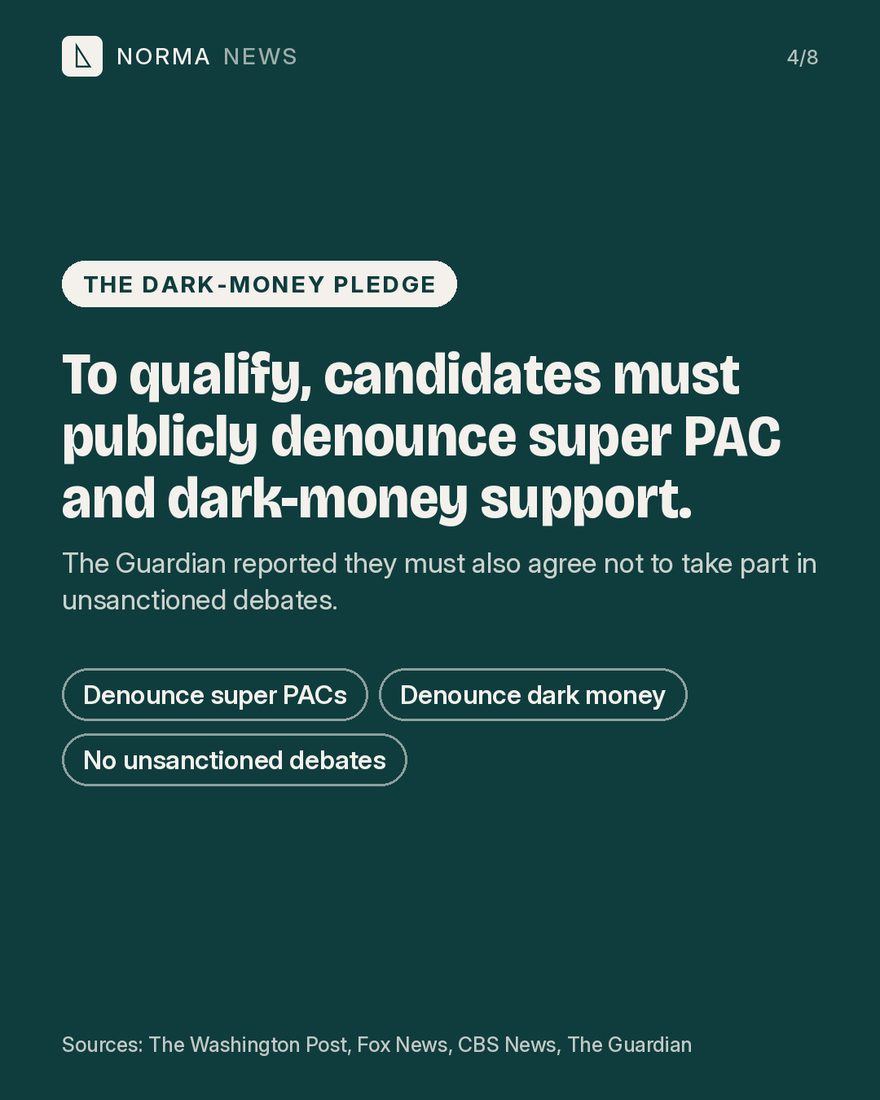 NORMA NEWS
4/8
THE DARK-MONEY PLEDGE
To qualify, candidates must
publicly denounce super PAC
and dark-money support.
The Guardian reported they must also agree not to take part in
unsanctioned debates.
Denounce super PACs
Denounce dark money
No unsanctioned debates
Sources: The Washington Post, Fox News, CBS News, The Guardian